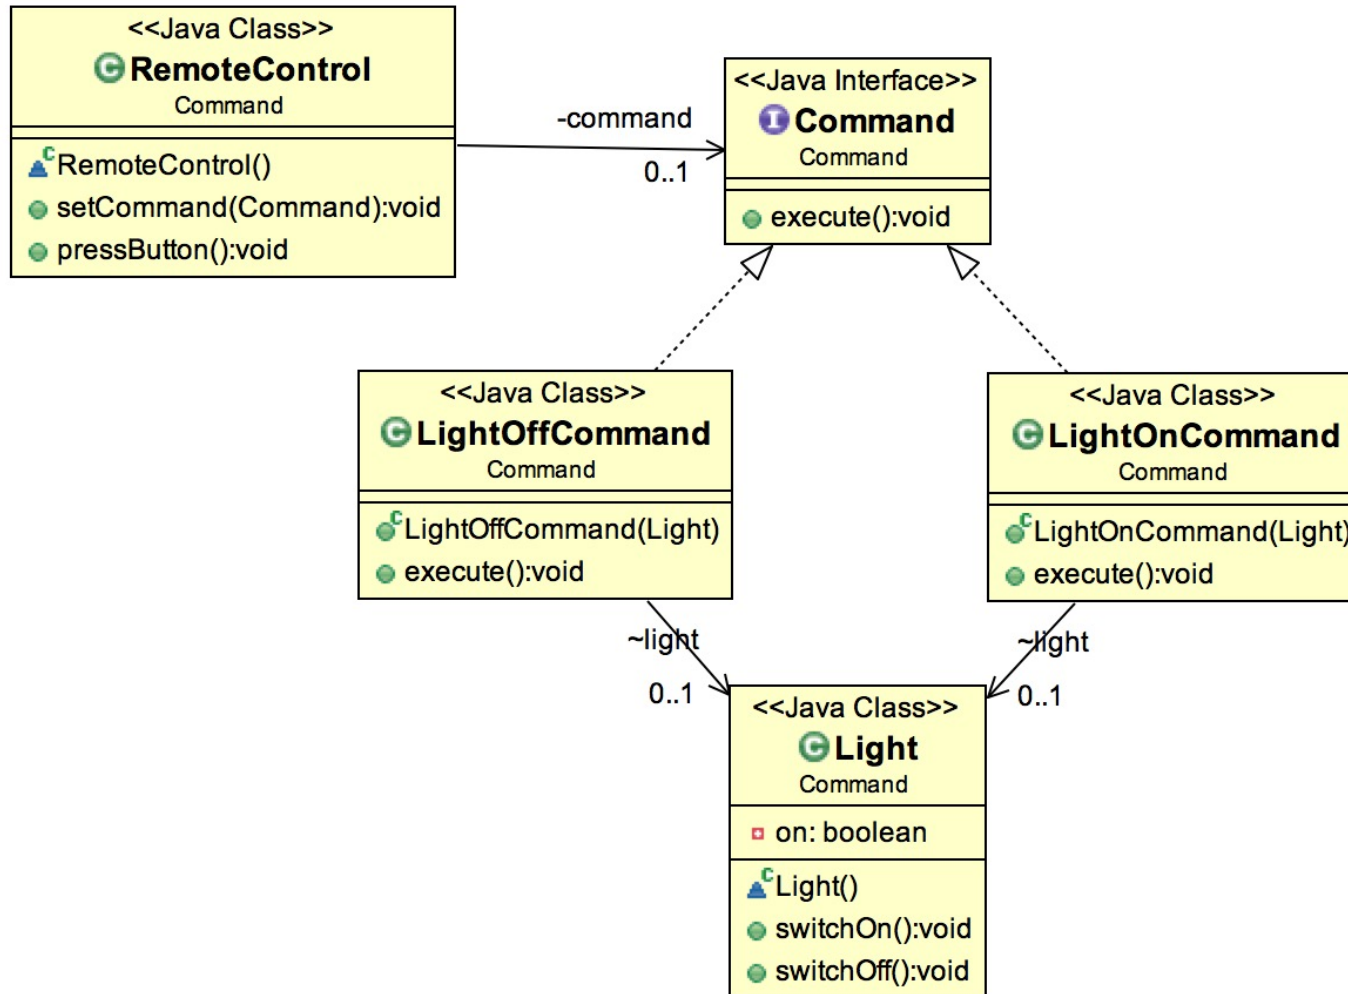 <<Java Class>>
RemoteControl
Command
RemoteControl()
setCommand(Command):void
pressButton():void
-command
0..1
<<Java Interface>>
Command
Command
execute():void
<<Java Class>>
LightOffCommand
Command
LightOffCommand(Light)
execute():void
<<Java Class>>
LightOnCommand
Command
LightOnCommand(Light)
execute():void
~light
0..1
~light
0..1
<<Java Class>>
Light
Command
on: boolean
Light()
switchOn():void
switchOff():void